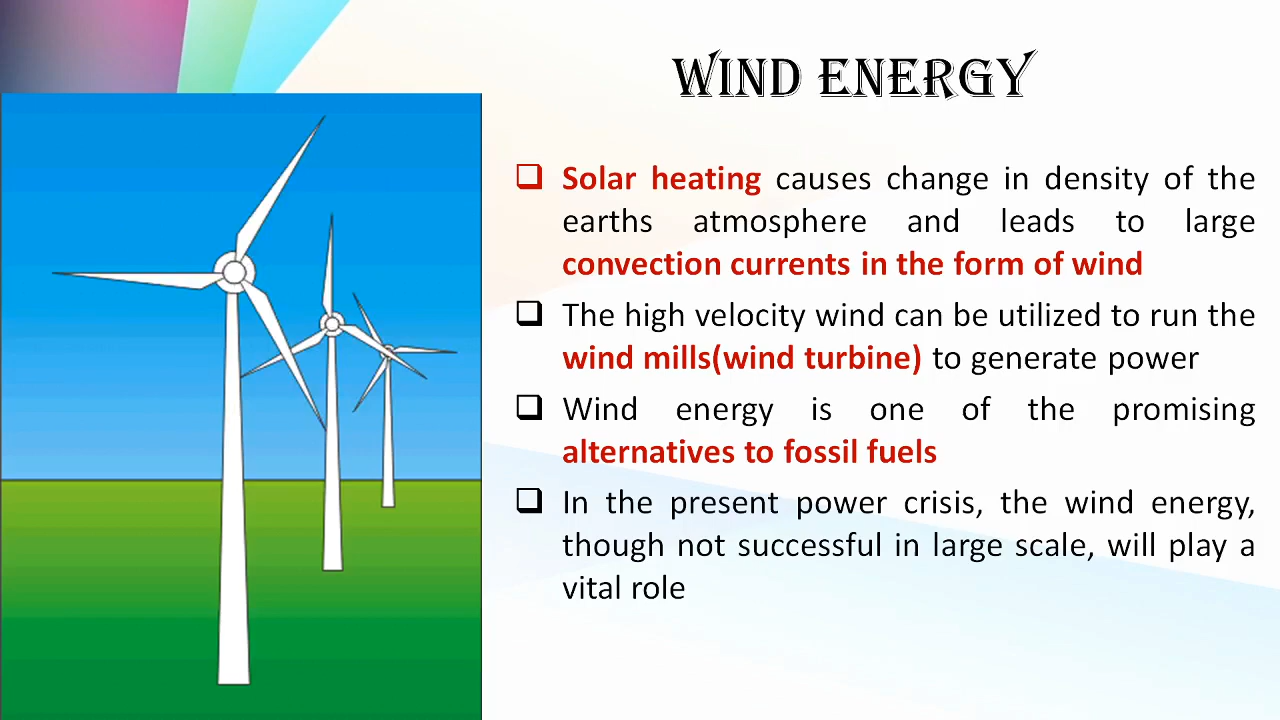 WIND ENERGY
Solar heating causes change in density of the
earths atmosphere and leads to large
convection currents in the form of wind
The high velocity wind can be utilized to run the
wind mills(wind turbine) to generate power
Wind energy is one of the promising
alternatives to fossil fuels
In the present power crisis, the wind energy,
though not successful in large scale, will play a
vital role